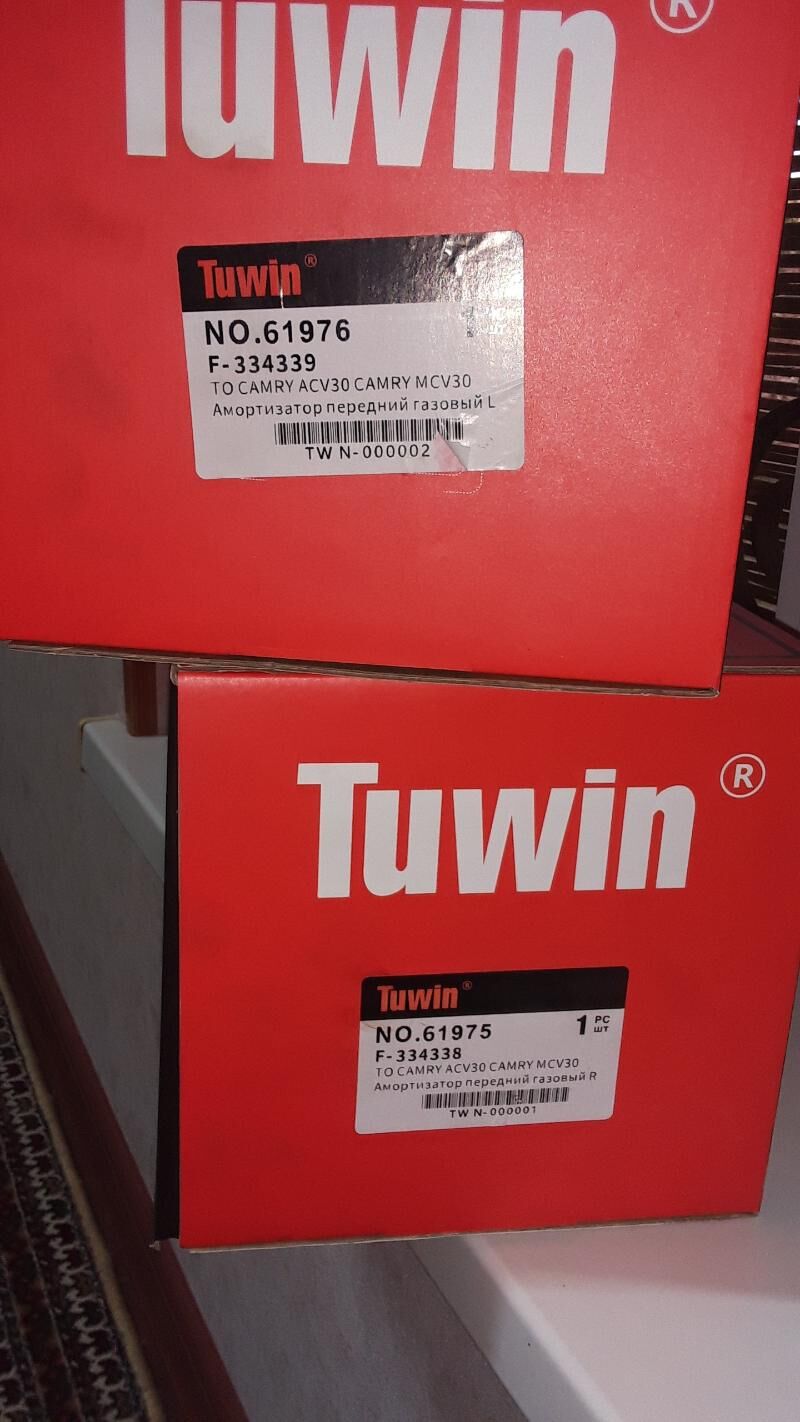 Tuwin ®
Tuwin ®
NO.61976
F-334339
TO CAMRY ACV30 CAMRY MCV30
Амортизатор передний газовый L
TW N-000002
Tuwin ®
Tuwin ®
NO.61975 1 PC
шт
F-334338
TO CAMRY ACV30 CAMRY MCV30
Амортизатор передний газовый R
TW N-000001